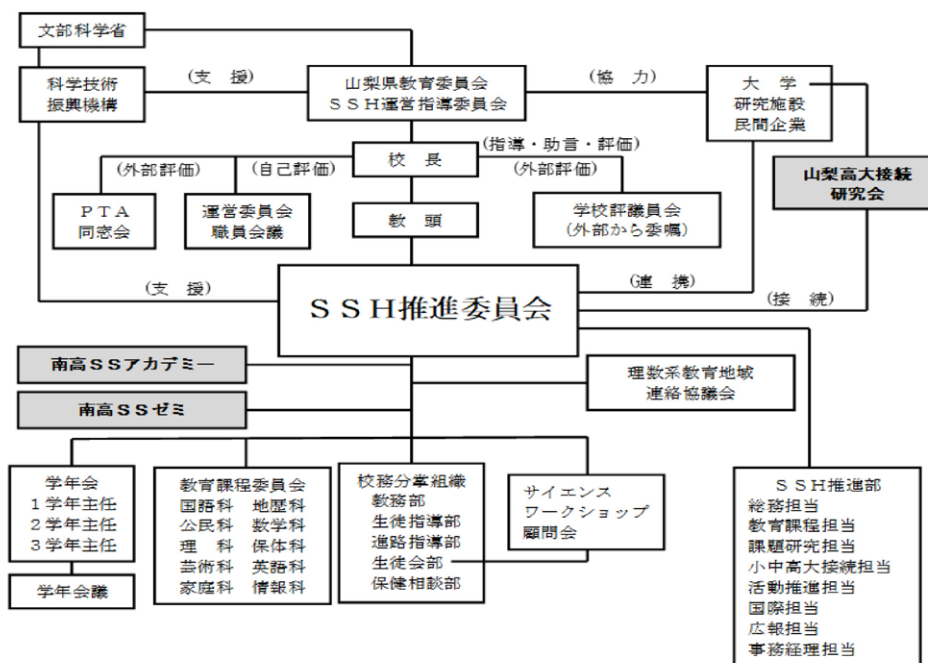 文部科学省
科学技術
振興機構
(支　援)
山梨県教育委員会
ＳＳＨ運営指導委員会
(協　力)
大　学
研究施設
民間企業
(指導・助言・評価)
校　長
(外部評価)
(自己評価)
(外部評価)
山梨高大接続
研究会
ＰＴＡ
同窓会
運営委員会
職員会議
教　頭
学校評議員会
(外部から委嘱)
(支　援)
ＳＳＨ推進委員会
(連　携)
(接　続)
南高ＳＳアカデミー
南高ＳＳゼミ
理数系教育地域
連絡協議会
学年会
１学年主任
２学年主任
３学年主任
学年会議
教育課程委員会
国語科　地歴科
公民科　数学科
理　科　保体科
芸術科　英語科
家庭科　情報科
校務分掌組織
教務部
生徒指導部
進路指導部
生徒会部
保健相談部
サイエンス
ワークショップ
顧問会
ＳＳＨ推進部
総務担当
教育課程担当
課題研究担当
小中高大接続担当
活動推進担当
国際担当
広報担当
事務経理担当